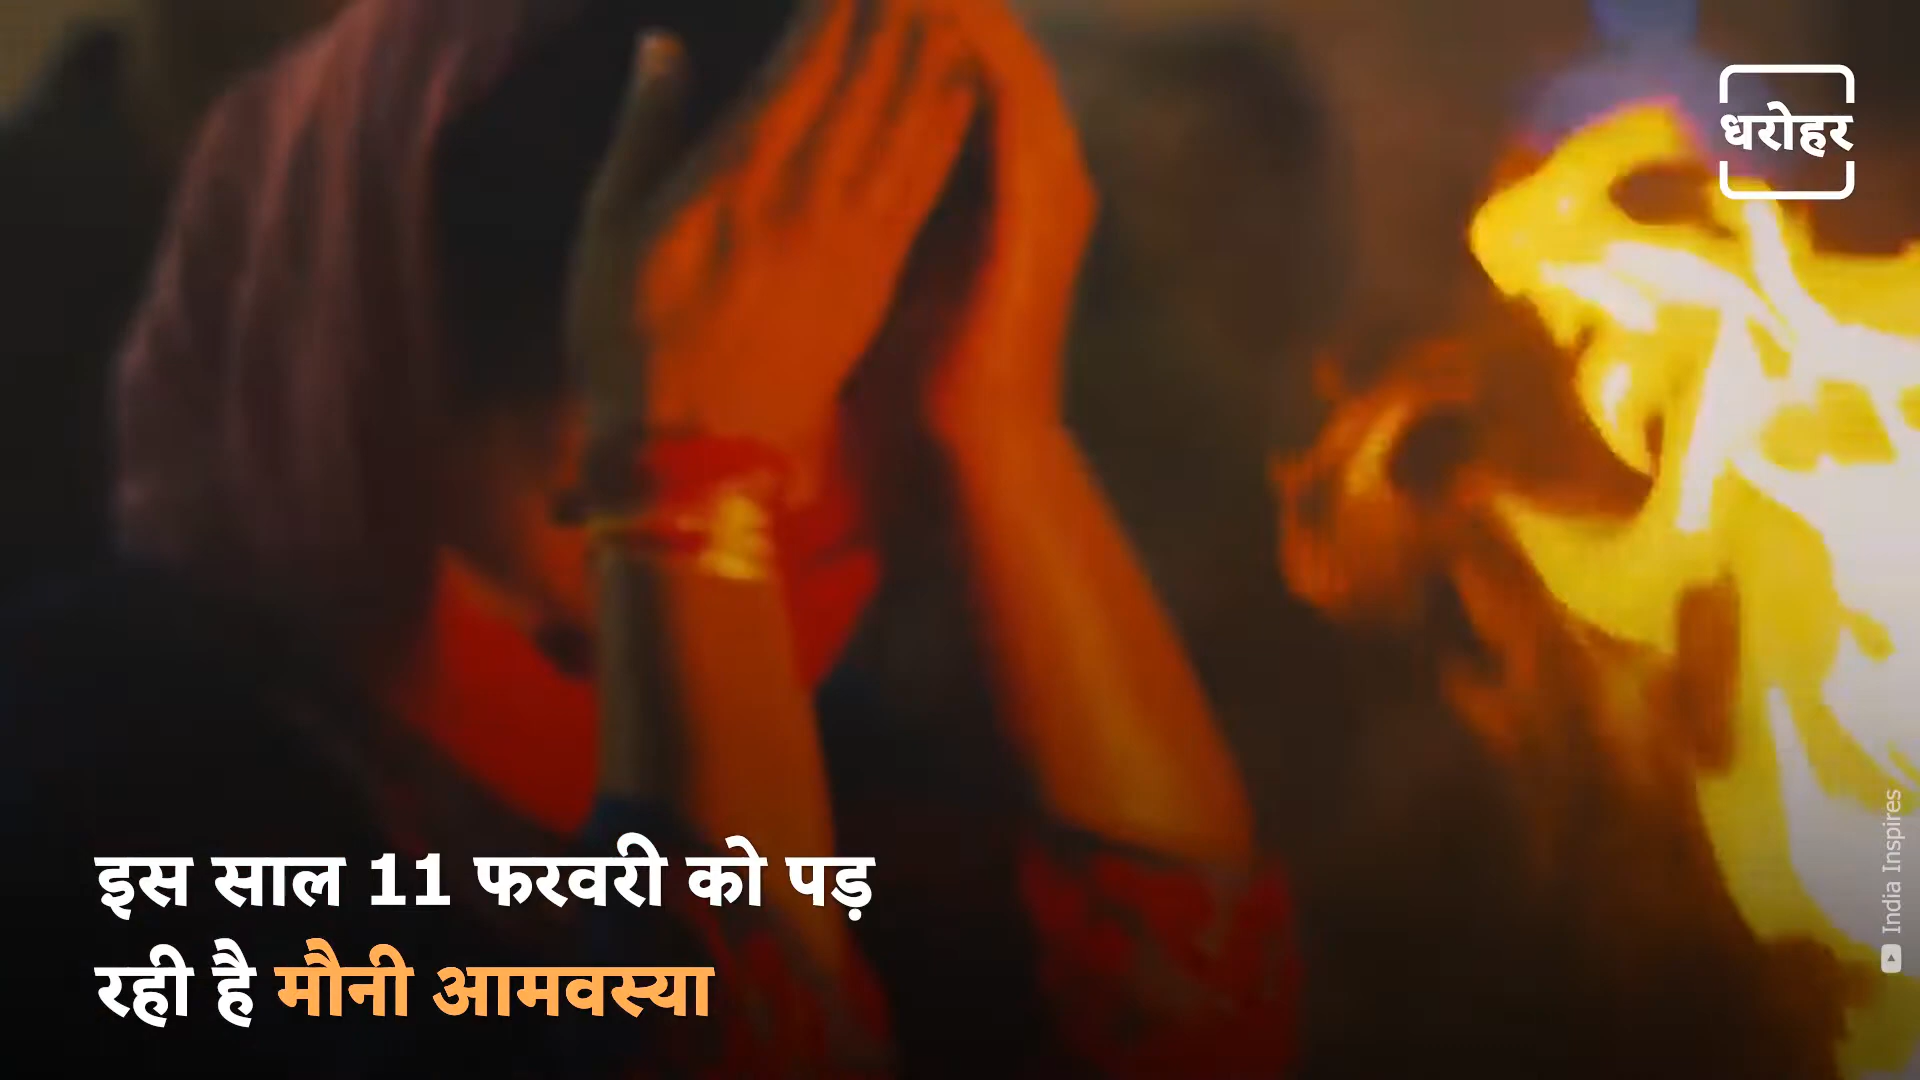 धरोहर
इस साल 11 फरवरी को पड़
रही है मौनी आमवस्या
India Inspires